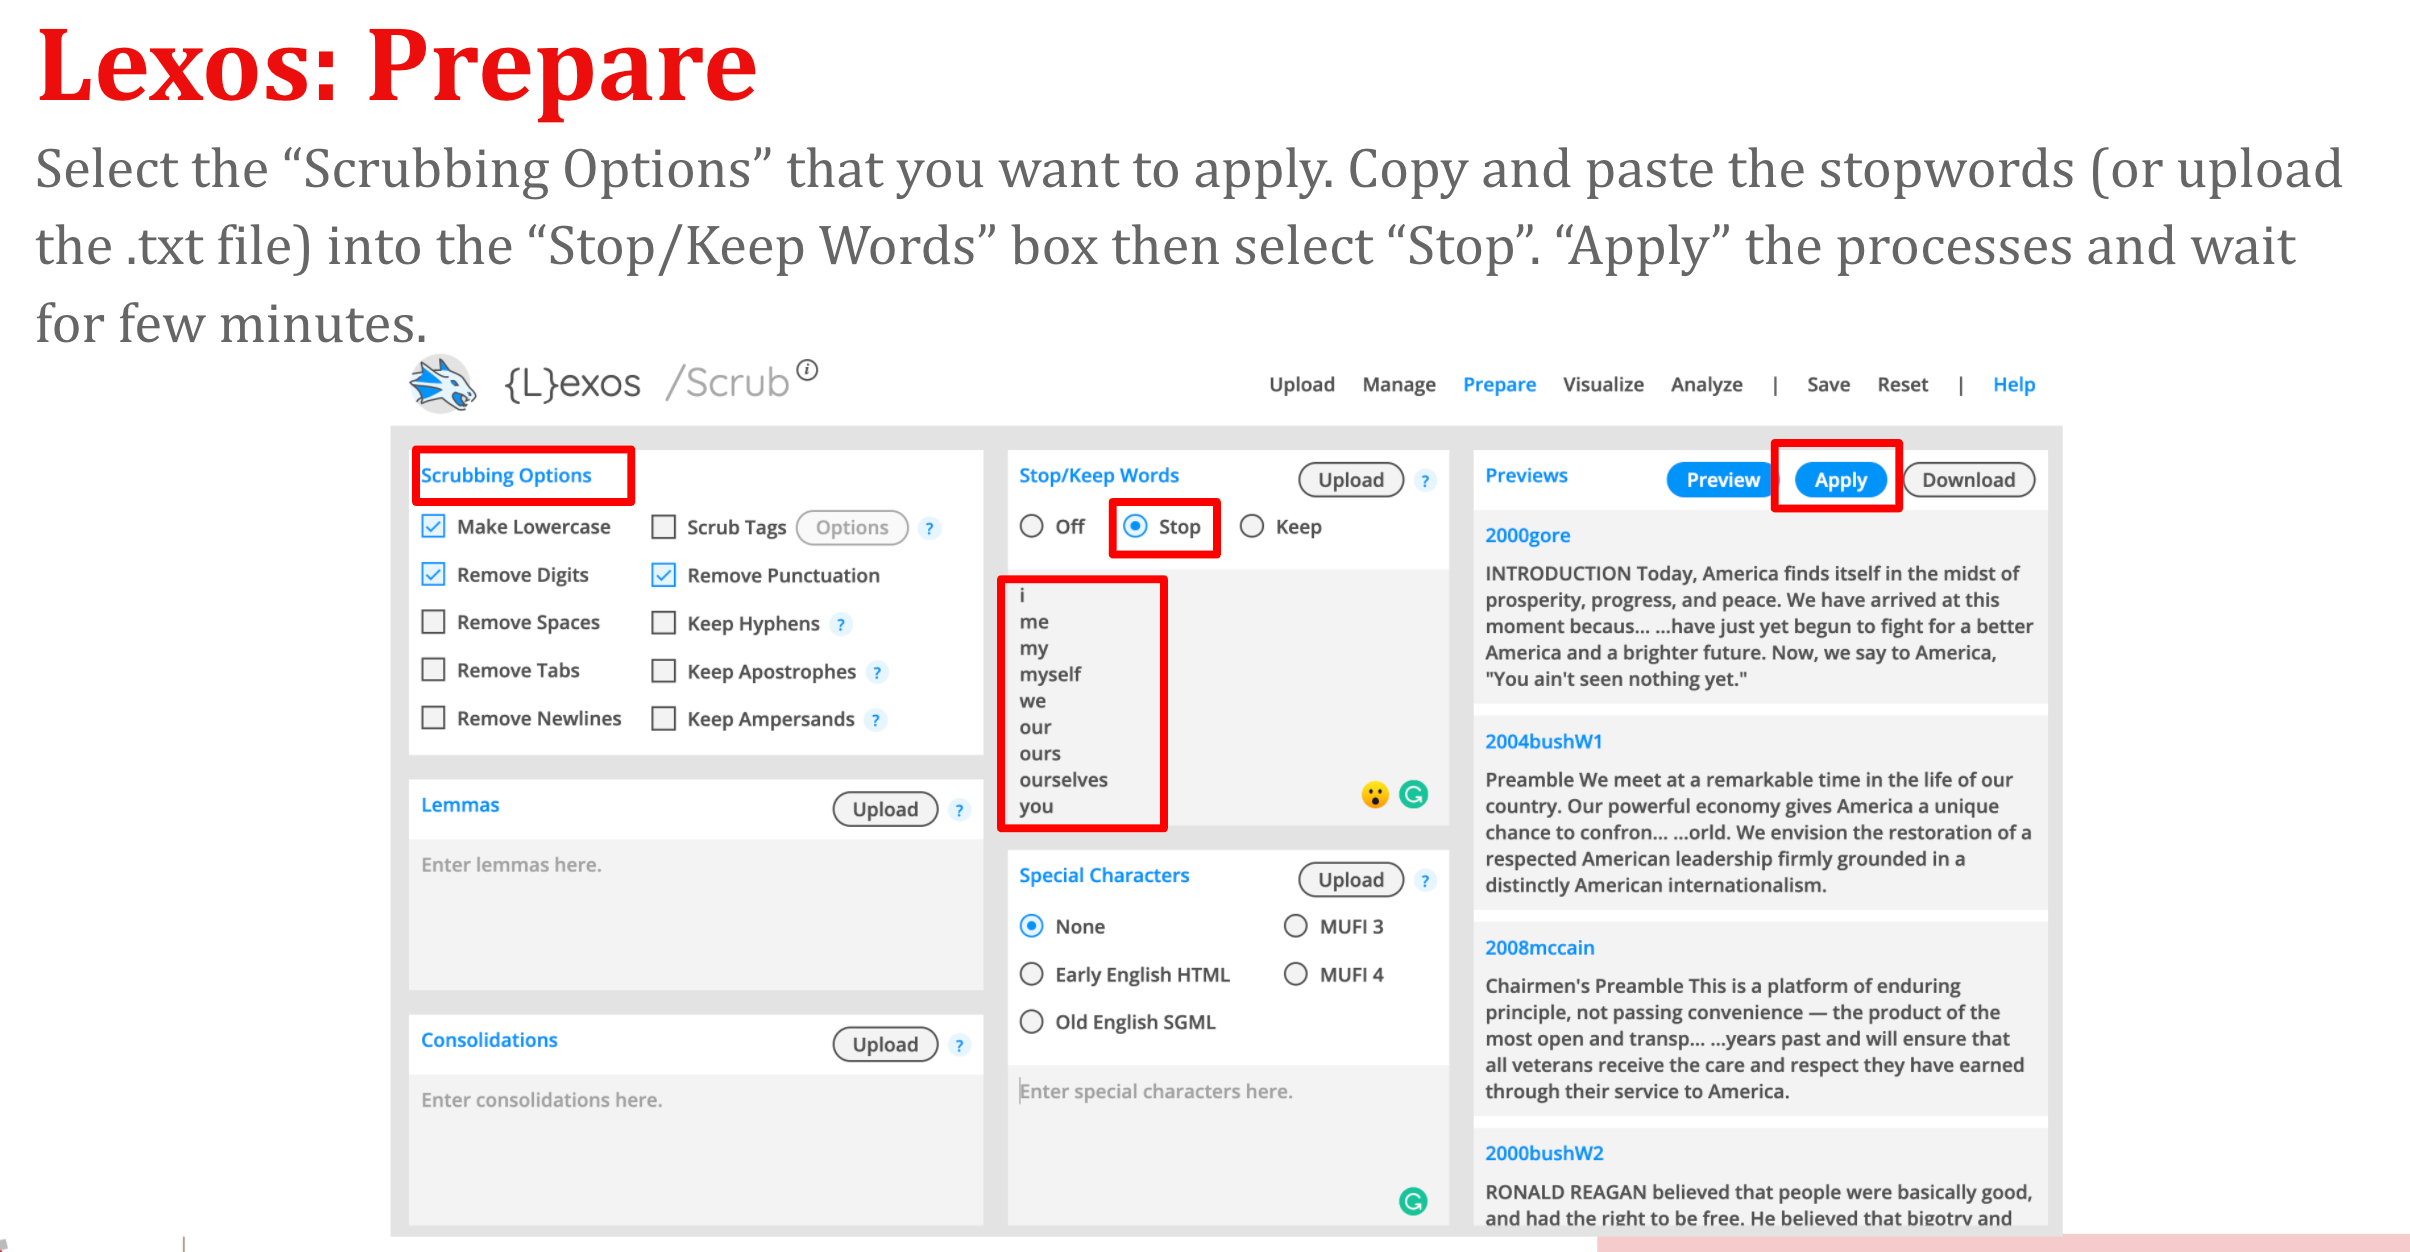 Lexos: Prepare
Select the “Scrubbing Options” that you want to apply. Copy and paste the stopwords (or upload
the .txt file) into the “Stop/Keep Words” box then select “Stop”. “Apply” the processes and wait
for few minutes.
{L}exos /Scrub i
Upload Manage Prepare Visualize Analyze | Save Reset | Help
Scrubbing Options
Make Lowercase Scrub Tags Options ?
Remove Digits Remove Punctuation
Remove Spaces Keep Hyphens ?
Remove Tabs Keep Apostrophes ?
Remove Newlines Keep Ampersands ?
Lemmas Upload ?
Enter lemmas here.
Consolidations Upload ?
Enter consolidations here.
Stop/Keep Words Upload ?
Off Stop Keep
i
me
my
myself
we
our
ours
ourselves
you
Special Characters Upload ?
None MUFI 3
Early English HTML MUFI 4
Old English SGML
Enter special characters here.
Previews Preview Apply Download
2000gore
INTRODUCTION Today, America finds itself in the midst of
prosperity, progress, and peace. We have arrived at this
moment becaus... ...have just yet begun to fight for a better
America and a brighter future. Now, we say to America,
"You ain't seen nothing yet."
2004bushW1
Preamble We meet at a remarkable time in the life of our
country. Our powerful economy gives America a unique
chance to confron... ...orld. We envision the restoration of a
respected American leadership firmly grounded in a
distinctly American internationalism.
2008mccain
Chairmen's Preamble This is a platform of enduring
principle, not passing convenience — the product of the
most open and transp... ...years past and will ensure that
all veterans receive the care and respect they have earned
through their service to America.
2000bushW2
RONALD REAGAN believed that people were basically good,
and had the right to be free. He believed that bigotry and